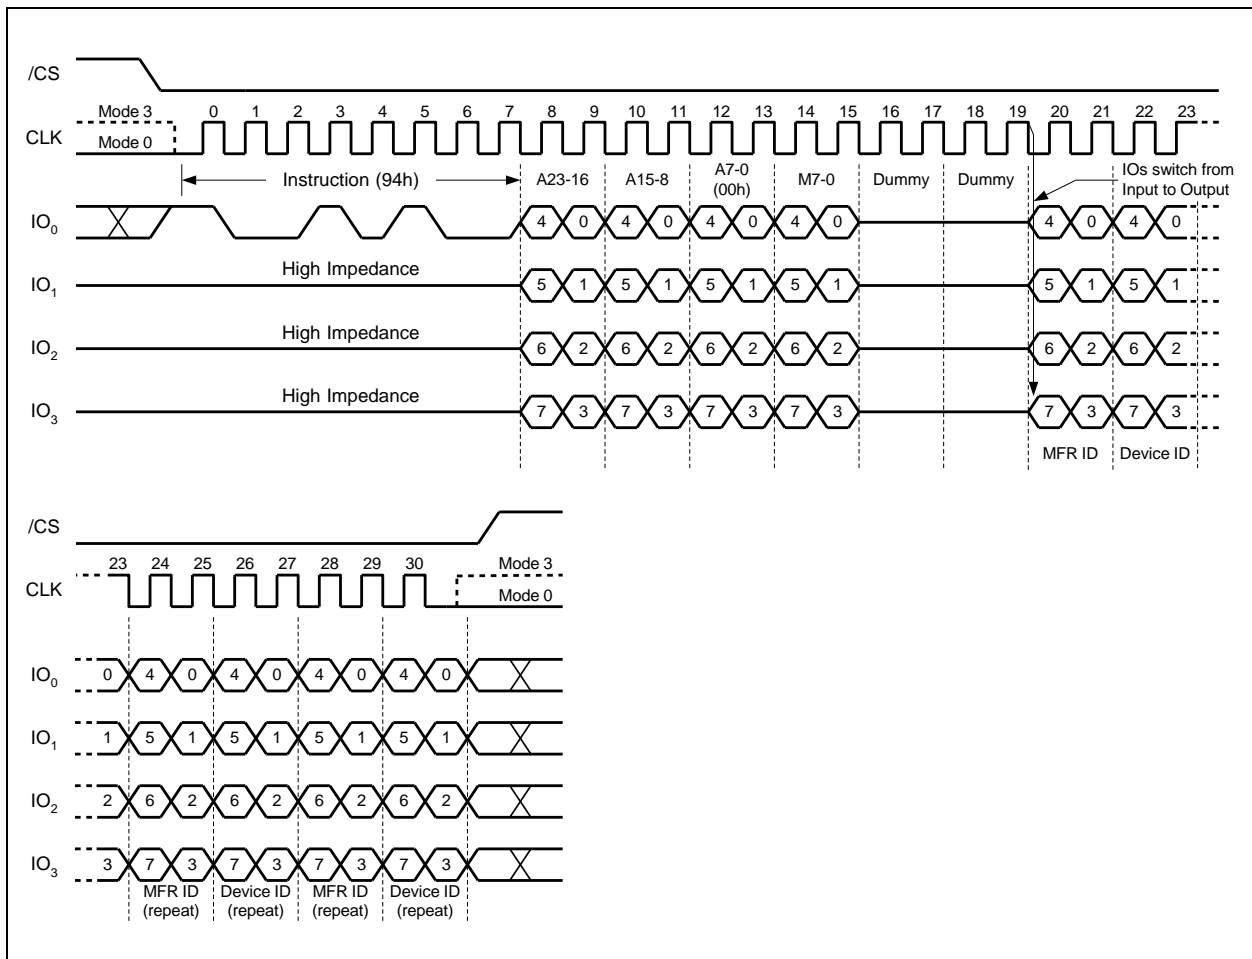 /CS
Mode 3 0 1 2 3 4 5 6 7 8 9 10 11 12 13 14 15 16 17 18 19 20 21 22 23
CLK Mode 0
Instruction (94h) A23-16 A15-8 A7-0 M7-0 Dummy Dummy IOs switch from
(00h) Input to Output
IO0 4 0 4 0 4 0 4 0 4 0 4 0
High Impedance
IO1 5 1 5 1 5 1 5 1 5 1 5 1
High Impedance
IO2 6 2 6 2 6 2 6 2 6 2 6 2
High Impedance
IO3 7 3 7 3 7 3 7 3 7 3 7 3
MFR ID Device ID
/CS
23 24 25 26 27 28 29 30 Mode 3
CLK Mode 0
IO0 0 4 0 4 0 4 0 4 0
IO1 1 5 1 5 1 5 1 5 1
IO2 2 6 2 6 2 6 2 6 2
IO3 3 7 3 7 3 7 3 7 3
MFR ID Device ID MFR ID Device ID
(repeat) (repeat) (repeat) (repeat)